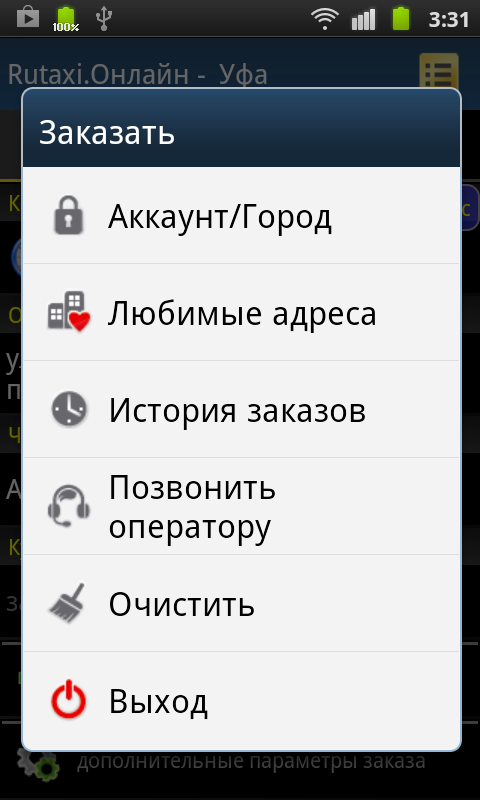 100%
3:31
Rutaxi.Онлайн - Уфа
Заказать
Аккаунт/Город
Любимые адреса
История заказов
Позвонить
оператору
Очистить
Выход
дополнительные параметры заказа